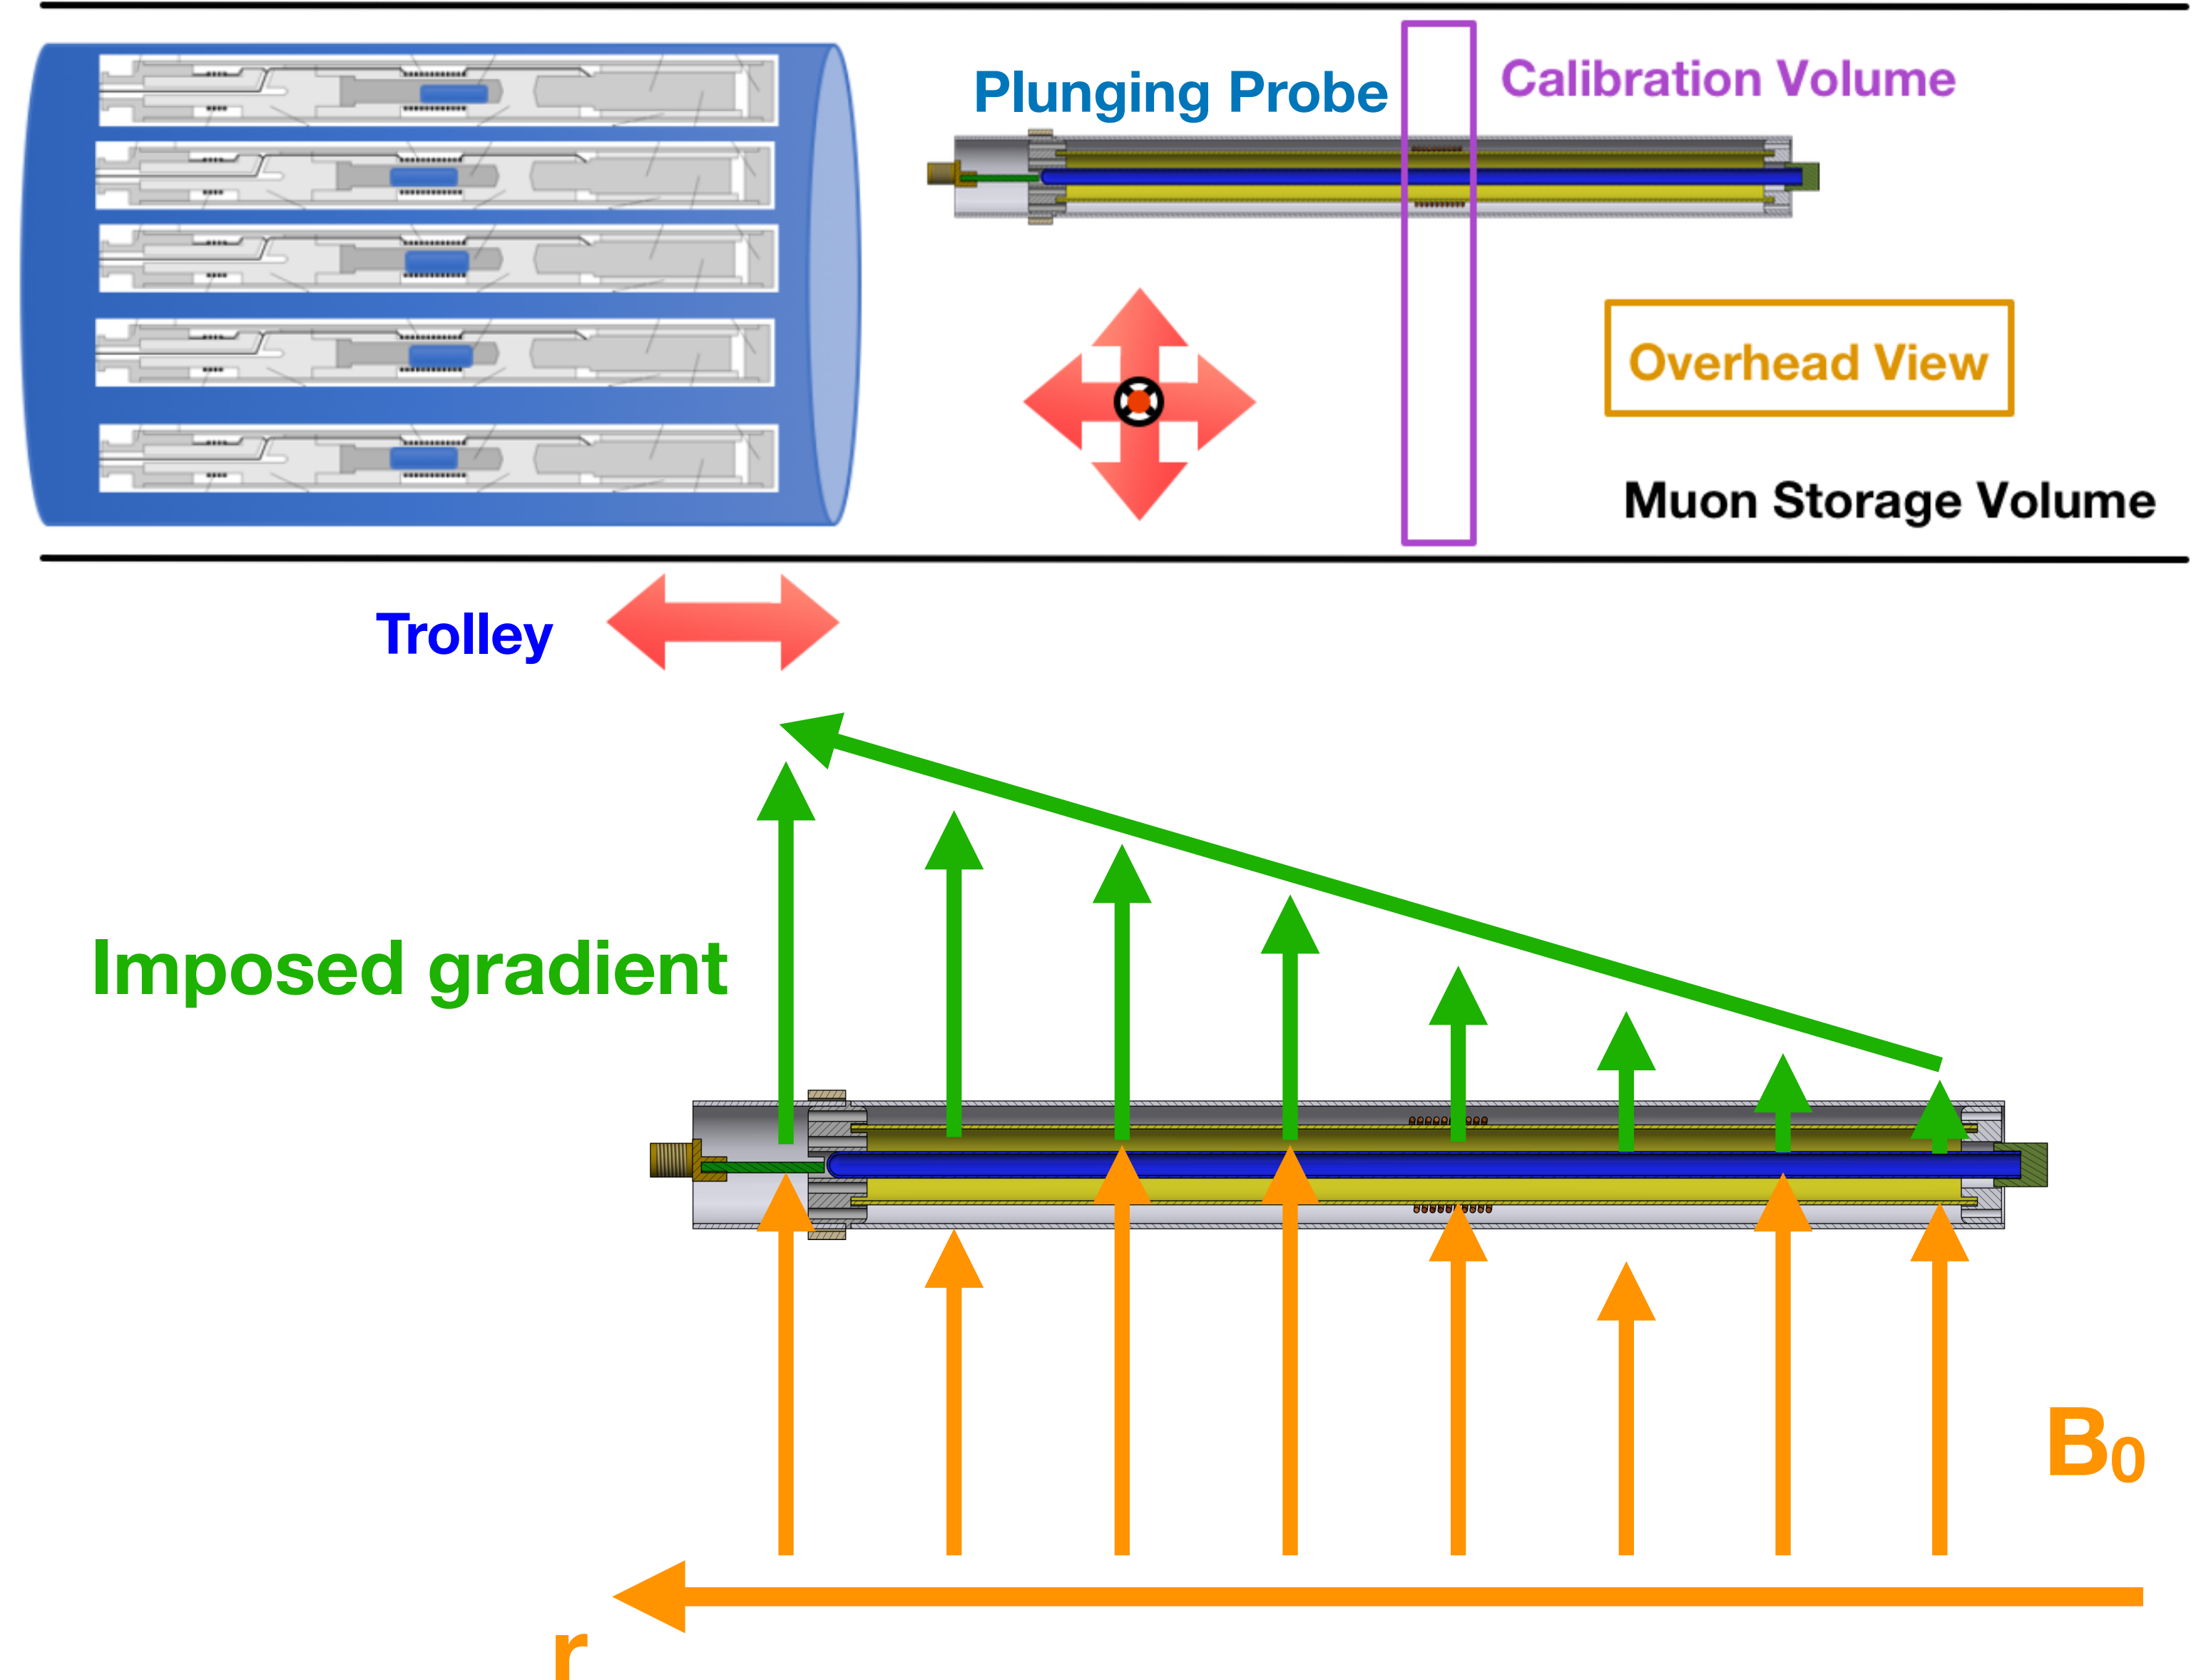 Plunging Probe
Calibration Volume
Overhead View
Muon Storage Volume
Trolley
Imposed gradient
B₀
r